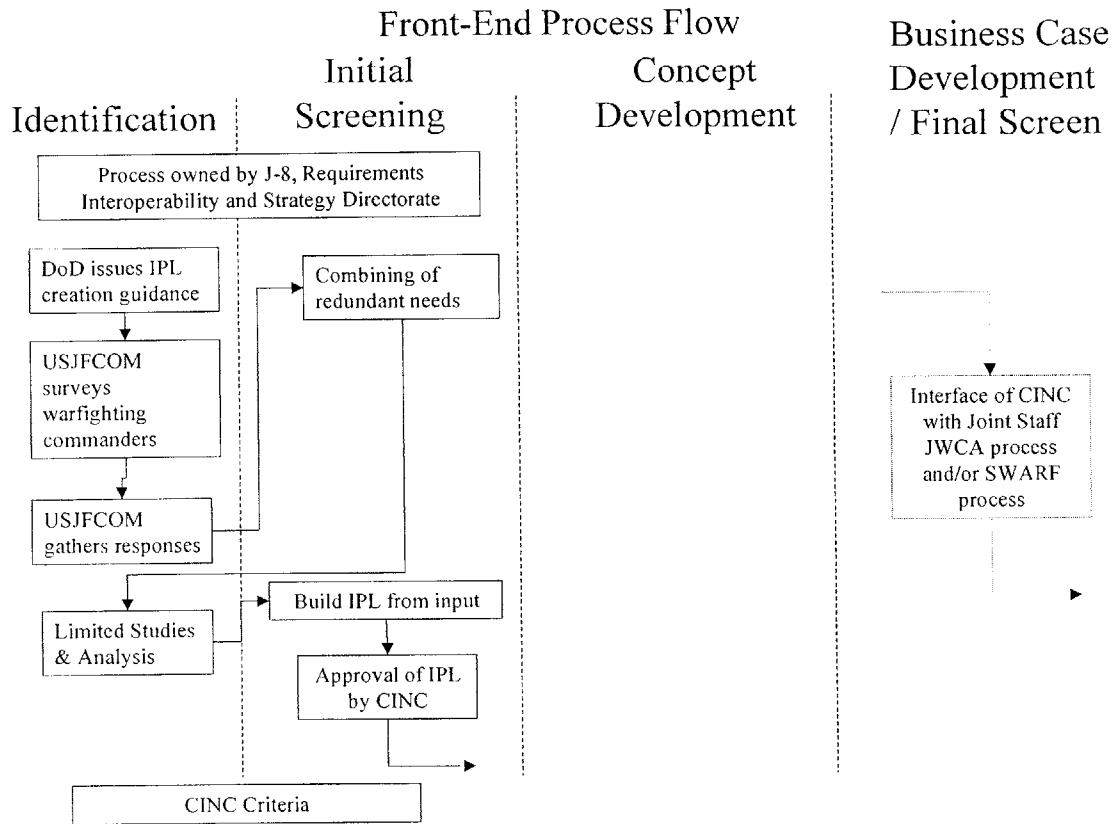 Front-End Process Flow
Identification
Initial
Screening
Concept
Development
Business Case
Development
/ Final Screen
Process owned by J-8, Requirements
Interoperability and Strategy Directorate
DoD issues IPL
creation guidance
USJFCOM
surveys
warfighting
commanders
USJFCOM
gathers responses
Limited Studies
& Analysis
Combining of
redundant needs
Build IPL from input
Approval of IPL
by CINC
Interface of CINC
with Joint Staff
JWCA process
and/or SWARF
process
CINC Criteria